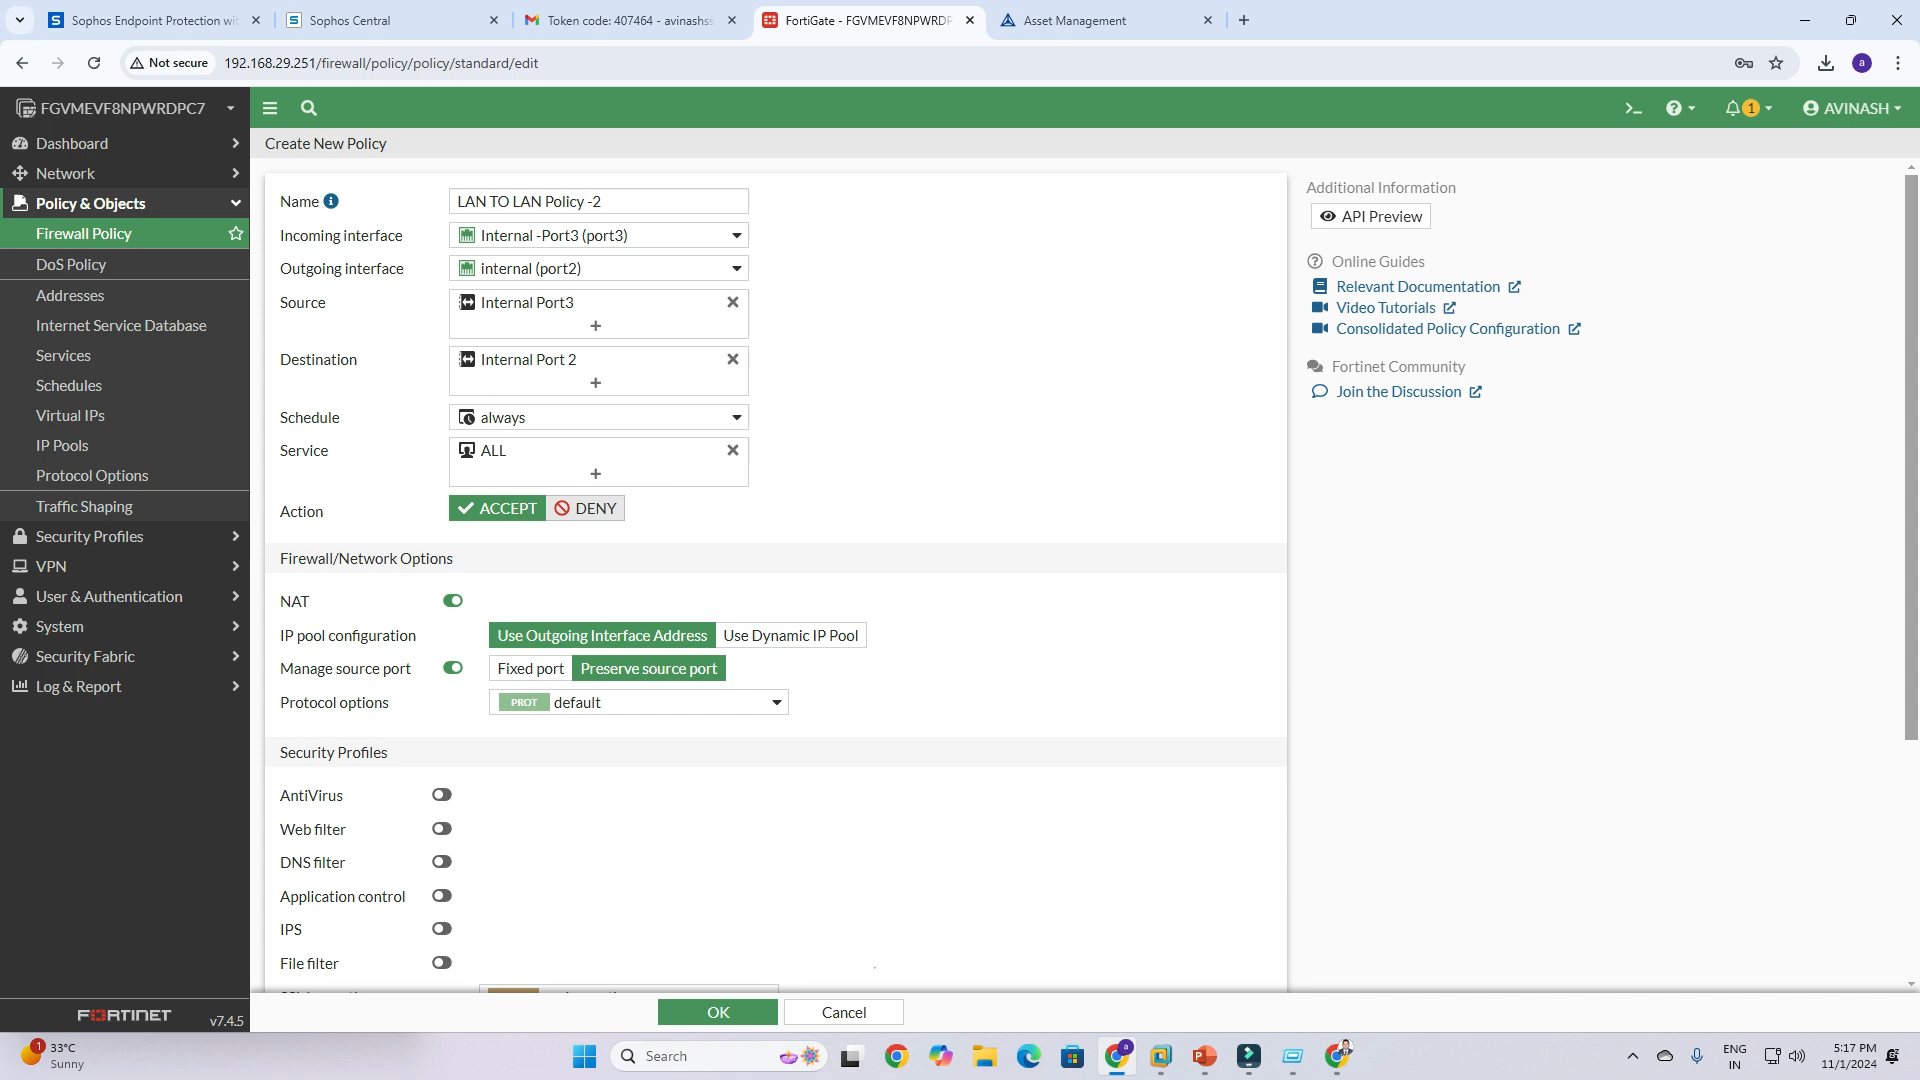 Sophos Endpoint Protection wit
Sophos Central
Token code: 407464 - avinashss
FortiGate - FGVMEVF8NPWRDP
Asset Management
Not secure
192.168.29.251/firewall/policy/policy/standard/edit
a
FGVMEVF8NPWRDPC7
1
AVINASH
Dashboard
Network
Policy & Objects
Firewall Policy
DoS Policy
Addresses
Internet Service Database
Services
Schedules
Virtual IPs
IP Pools
Protocol Options
Traffic Shaping
Security Profiles
VPN
User & Authentication
System
Security Fabric
Log & Report
FORTINET
v7.4.5
Create New Policy
Name
LAN TO LAN Policy -2
Incoming interface
Internal -Port3 (port3)
Outgoing interface
internal (port2)
Source
Internal Port3
Destination
Internal Port 2
Schedule
always
Service
ALL
Action
ACCEPT
DENY
Firewall/Network Options
NAT
IP pool configuration
Use Outgoing Interface Address
Use Dynamic IP Pool
Manage source port
Fixed port
Preserve source port
Protocol options
PROT
default
Security Profiles
AntiVirus
Web filter
DNS filter
Application control
IPS
File filter
OK
Cancel
Additional Information
API Preview
Online Guides
Relevant Documentation
Video Tutorials
Consolidated Policy Configuration
Fortinet Community
Join the Discussion
1
33°C
Sunny
Search
a
ENG
IN
5:17 PM
11/1/2024